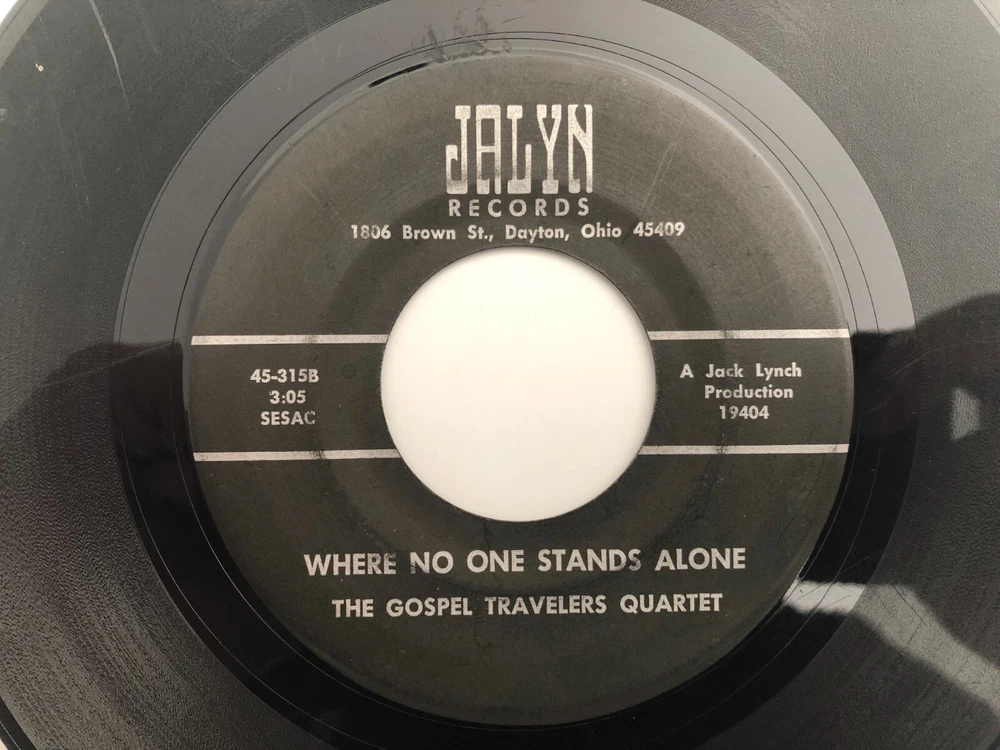 JALYN
RECORDS
1806 Brown St., Dayton, Ohio 45409
45-315B
3:05
SESAC
A Jack Lynch
Production
19404
WHERE NO ONE STANDS ALONE
THE GOSPEL TRAVELERS QUARTET